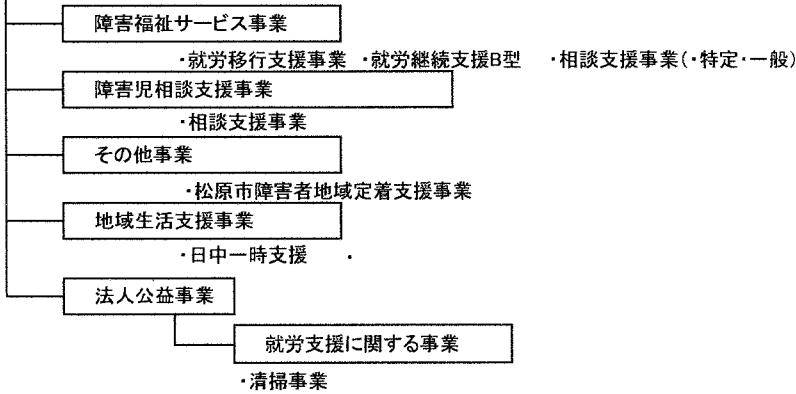 障害福祉サービス事業
・就労移行支援事業 ・就労継続支援B型 ・相談支援事業(・特定・一般)
障害児相談支援事業
・相談支援事業
その他事業
・松原市障害者地域定着支援事業
地域生活支援事業
・日中一時支援 ・
法人公益事業
就労支援に関する事業
・清掃事業